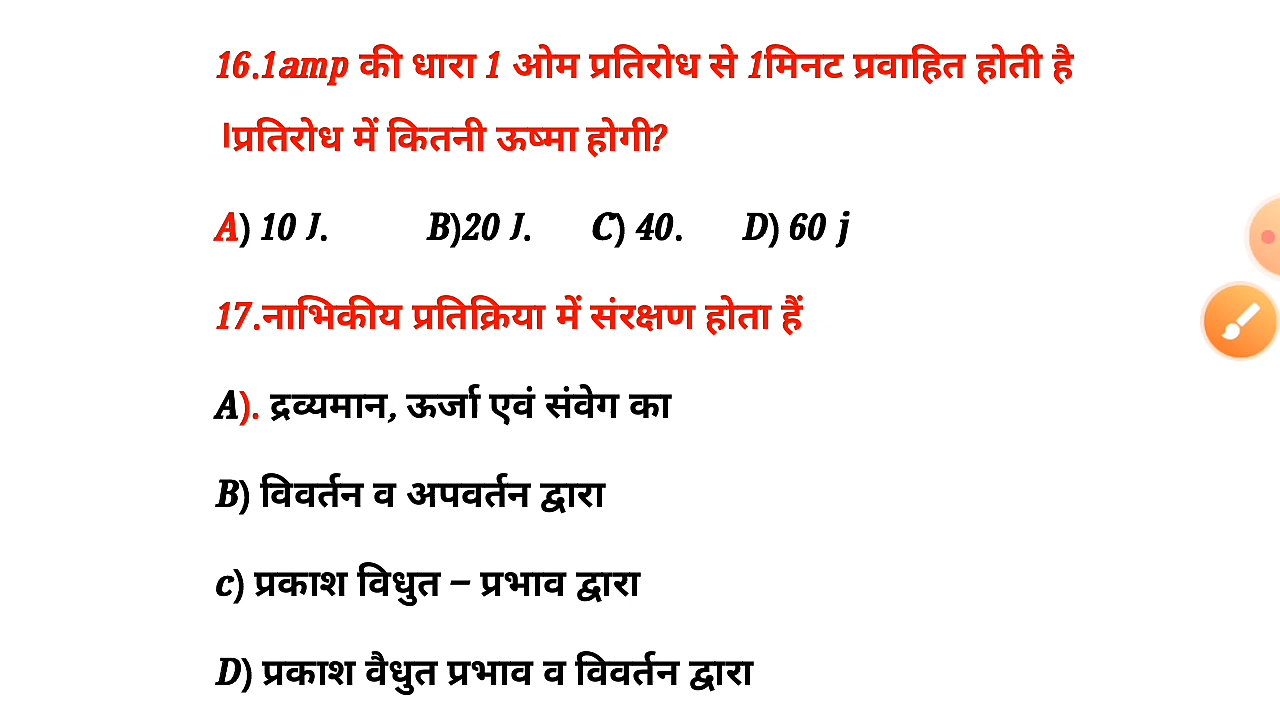 16.1amp की धारा 1 ओम प्रतिरोध से 1मिनट प्रवाहित होती है
।प्रतिरोध में कितनी ऊष्मा होगी?
A) 10 J. B)20 J. C) 40. D) 60 j
17.नाभिकीय प्रतिक्रिया में संरक्षण होता हैं
A). द्रव्यमान, ऊर्जा एवं संवेग का
B) विवर्तन व अपवर्तन द्वारा
c) प्रकाश विधुत – प्रभाव द्वारा
D) प्रकाश वैधुत प्रभाव व विवर्तन द्वारा